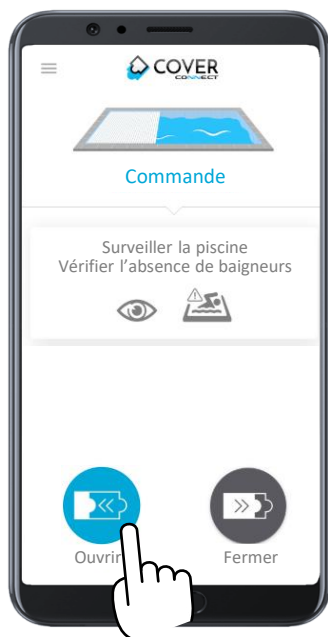 COVER
CONNECT
Commande
Surveiller la piscine
Vérifier l’absence de baigneurs
Ouvrir
Fermer